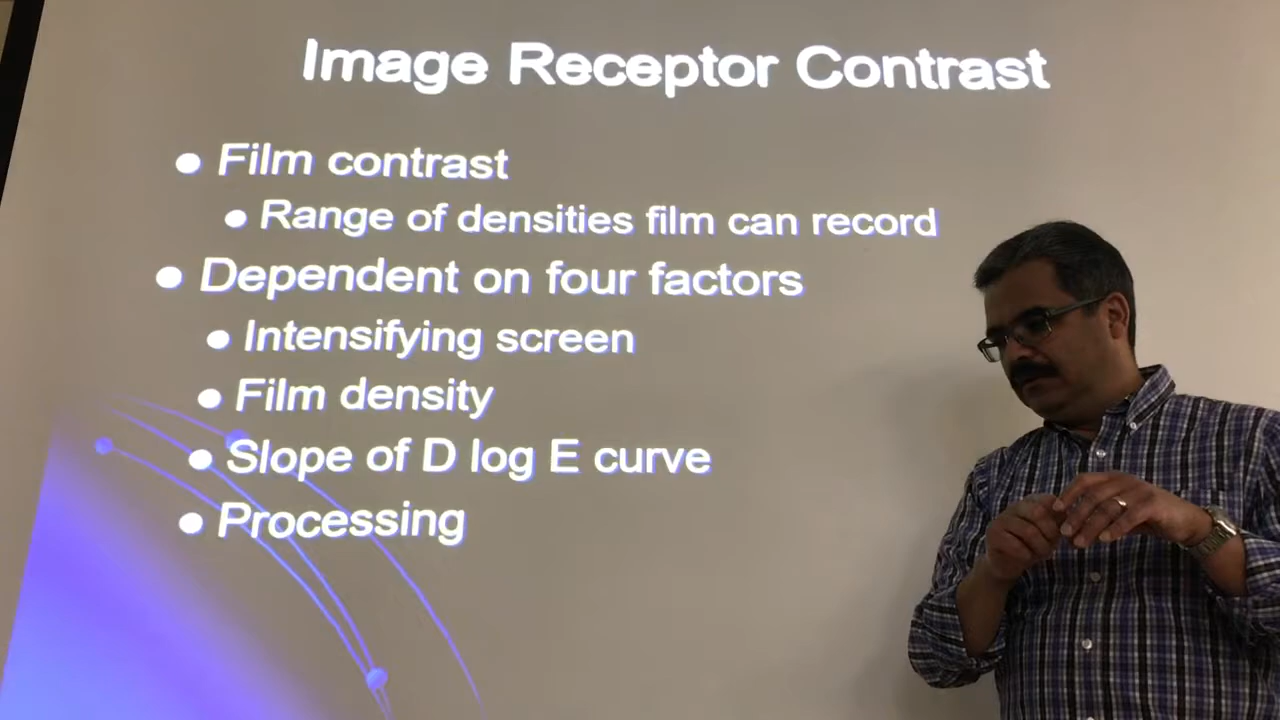 Image Receptor Contrast
Film contrast
Range of densities film can record
Dependent on four factors
Intensifying screen
Film density
Slope of D log E curve
Processing